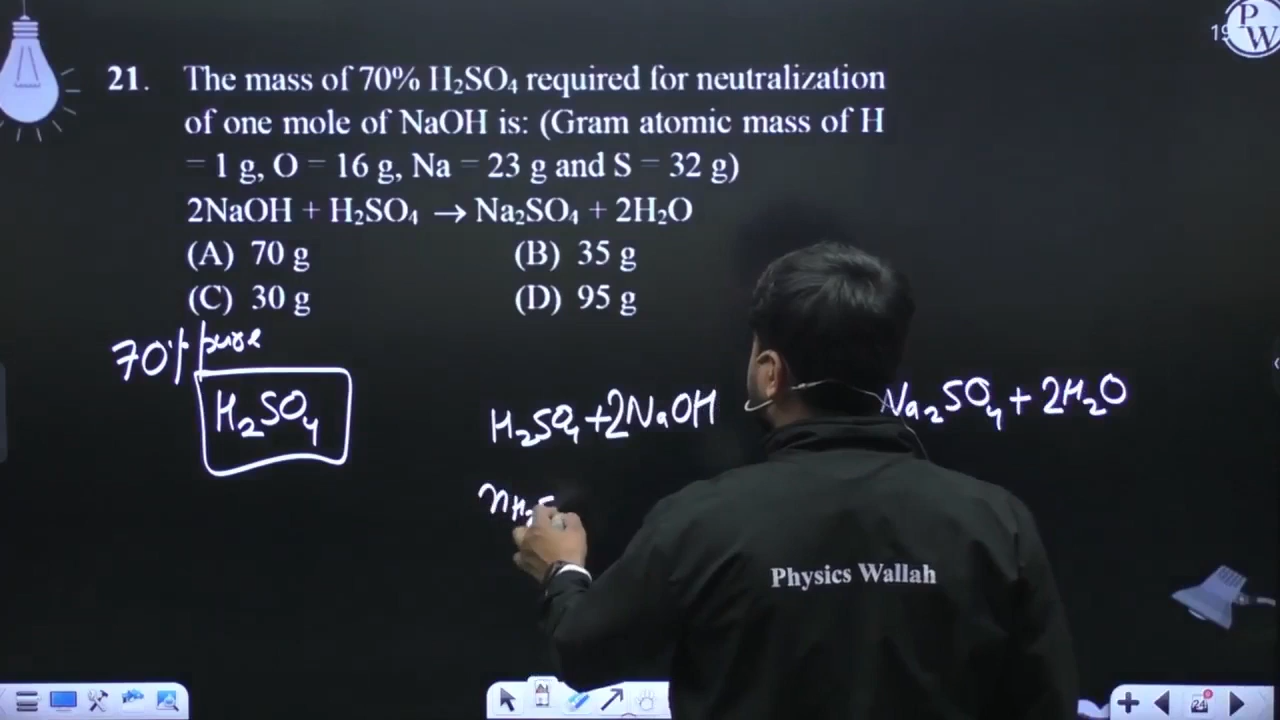 PW
21. The mass of 70% H₂SO₄ required for neutralization
of one mole of NaOH is: (Gram atomic mass of H
= 1 g, O = 16 g, Na = 23 g and S = 32 g)
2NaOH + H₂SO₄ → Na₂SO₄ + 2H₂O
(A) 70 g (B) 35 g
(C) 30 g (D) 95 g
70% pure
H₂SO₄
H₂SO₄ + 2NaOH Na₂SO₄ + 2H₂O
Physics Wallah
24